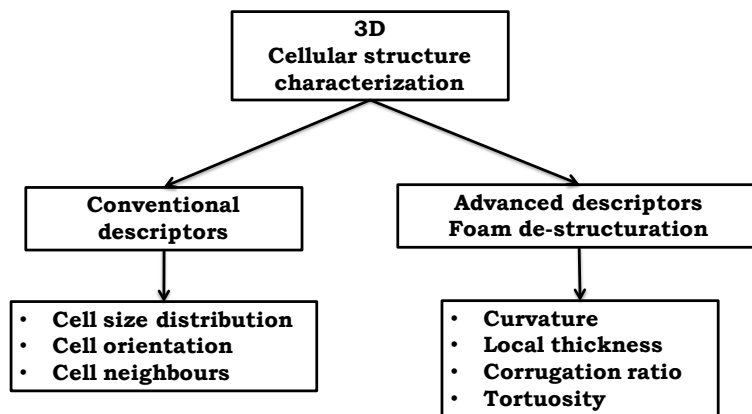 3D
Cellular structure
characterization
Conventional
descriptors
Advanced descriptors
Foam de-structuration
• Cell size distribution
• Cell orientation
• Cell neighbours
• Curvature
• Local thickness
• Corrugation ratio
• Tortuosity